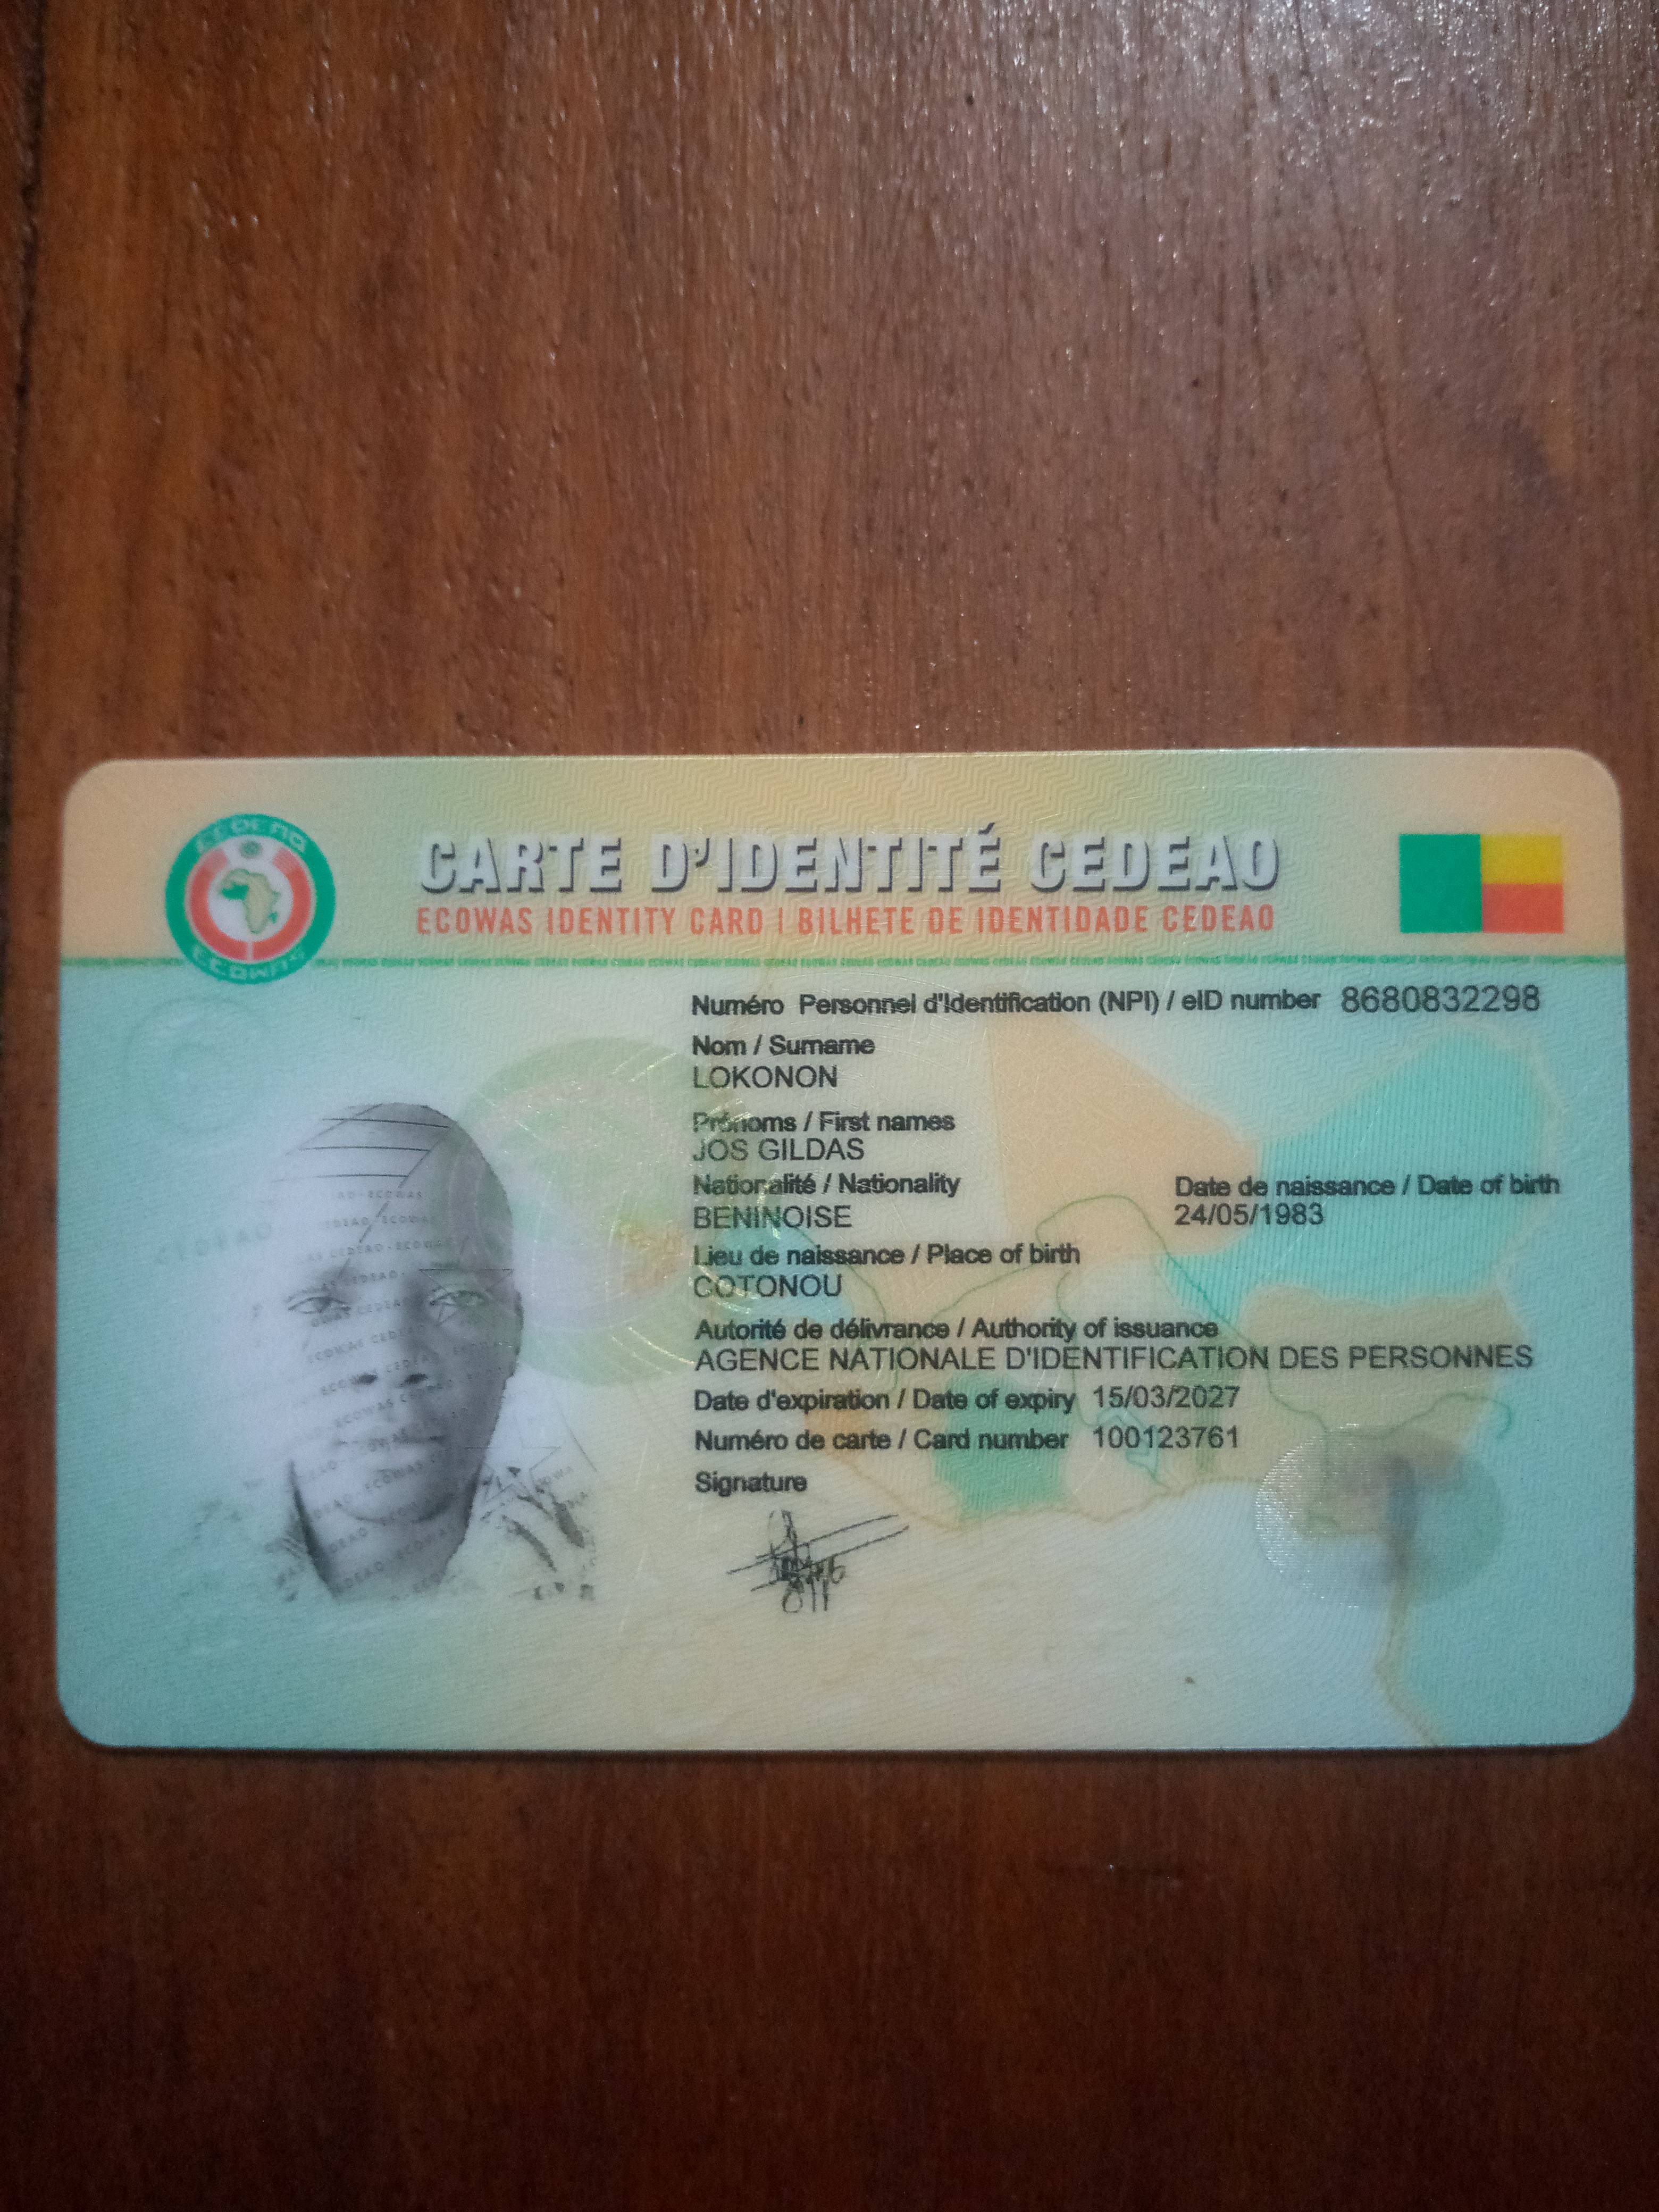 CARTE D'IDENTITÉ CEDEAO
ECOWAS IDENTITY CARD | BILHETE DE IDENTIDADE CEDEAO
Numéro Personnel d'Identification (NPI) / eID number 8680832298
Nom / Surname
LOKONON
Prénoms / First names
JOS GILDAS
Nationalité / Nationality
BENINOISE
Date de naissance / Date of birth
24/05/1983
Lieu de naissance / Place of birth
COTONOU
Autorité de délivrance / Authority of issuance
AGENCE NATIONALE D'IDENTIFICATION DES PERSONNES
Date d'expiration / Date of expiry 15/03/2027
Numéro de carte / Card number 100123761
Signature